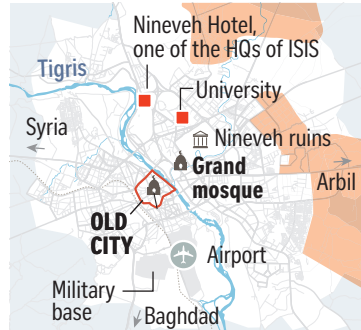 Nineveh Hotel,
one of the HQs of ISIS
Tigris
University
Syria
Nineveh ruins
Grand
mosque
Arbil
OLD
CITY
Airport
Military
base
Baghdad